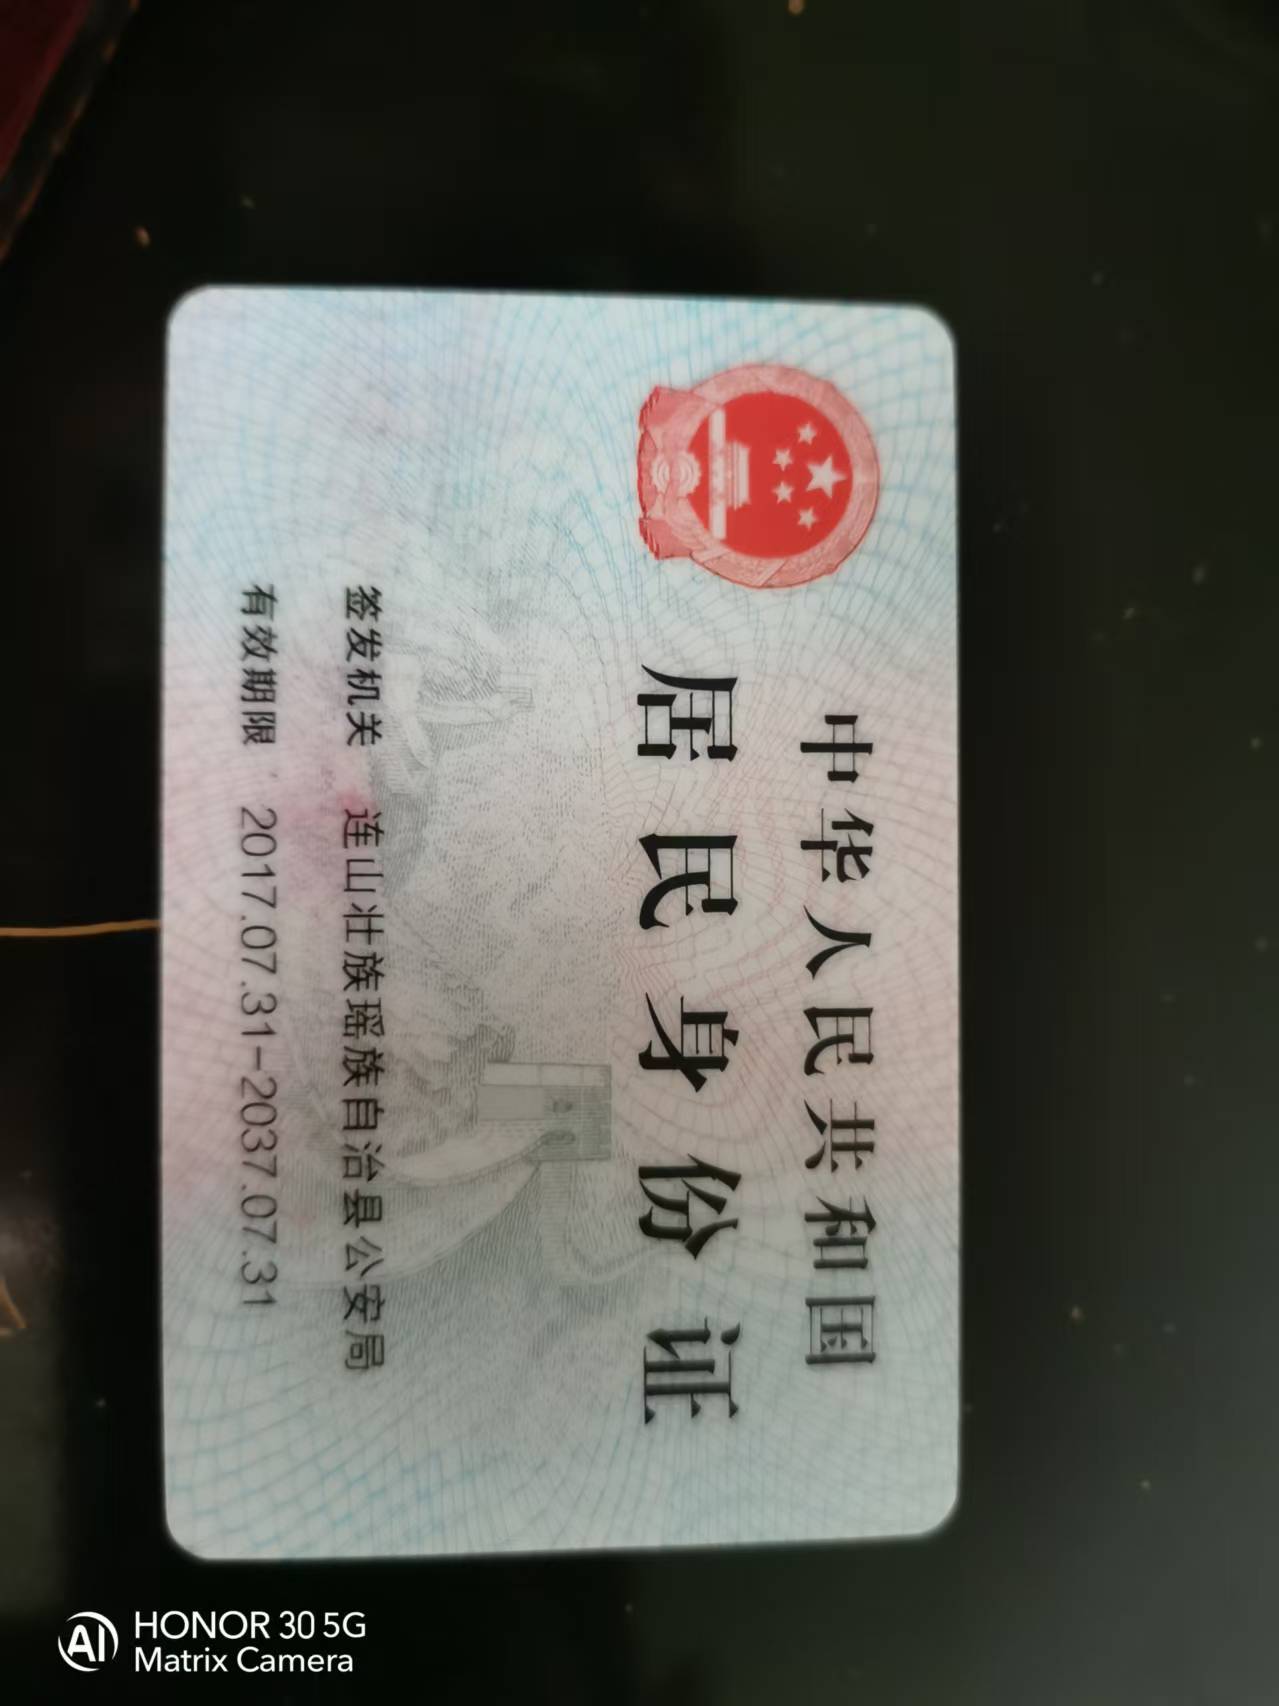 中华人民共和国
居民身份证
签发机关 连山壮族瑶族自治县公安局
有效期限 2017.07.31-2037.07.31
AI HONOR 30 5G
Matrix Camera